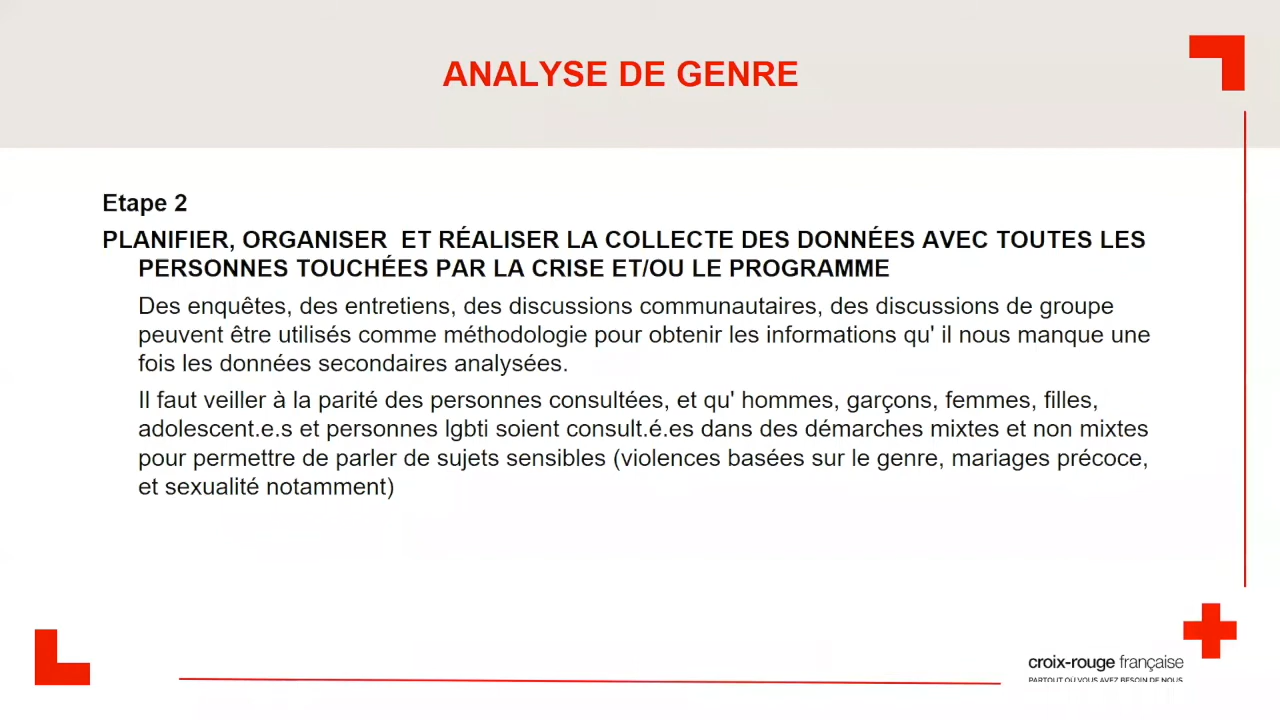 ANALYSE DE GENRE
Etape 2
PLANIFIER, ORGANISER  ET RÉALISER LA COLLECTE DES DONNÉES AVEC TOUTES LES
PERSONNES TOUCHÉES PAR LA CRISE ET/OU LE PROGRAMME
Des enquêtes, des entretiens, des discussions communautaires, des discussions de groupe
peuvent être utilisés comme méthodologie pour obtenir les informations qu' il nous manque une
fois les données secondaires analysées.
Il faut veiller à la parité des personnes consultées, et qu' hommes, garçons, femmes, filles,
adolescent.e.s et personnes lgbti soient consult.é.es dans des démarches mixtes et non mixtes
pour permettre de parler de sujets sensibles (violences basées sur le genre, mariages précoce,
et sexualité notamment)
croix-rouge française
PARTOUT OÙ VOUS AVEZ BESOIN DE NOUS